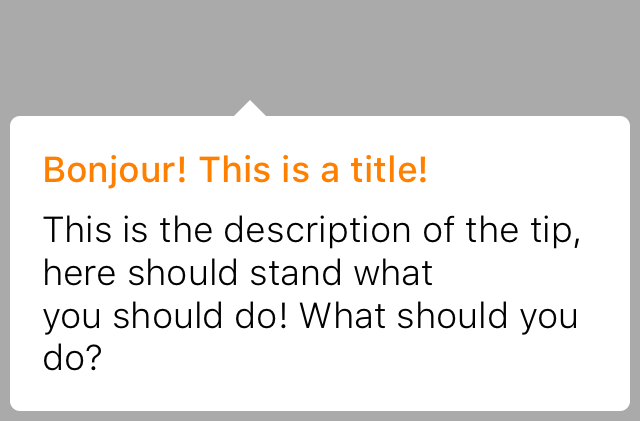 Bonjour! This is a title!
This is the description of the tip,
here should stand what
you should do! What should you
do?